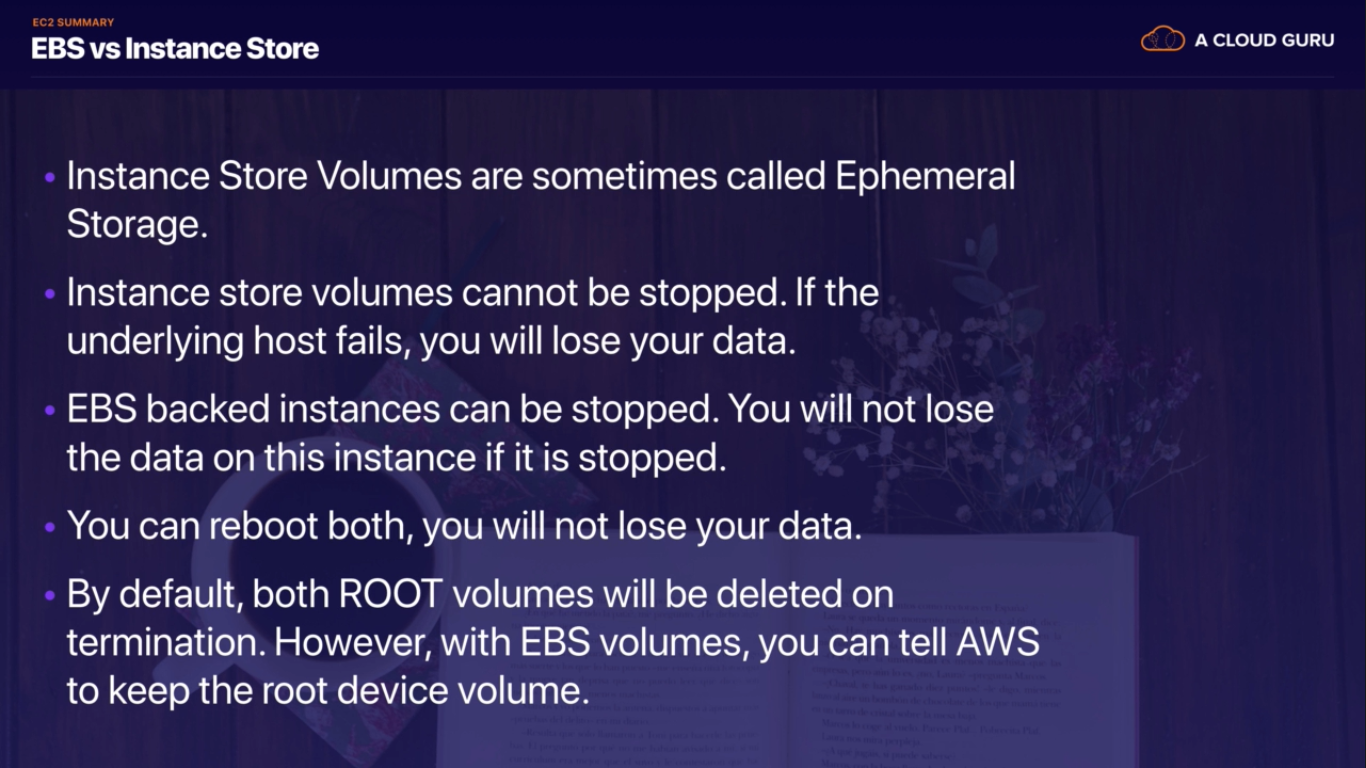 EC2 SUMMARY
EBS vs Instance Store
A CLOUD GURU
• Instance Store Volumes are sometimes called Ephemeral
Storage.
• Instance store volumes cannot be stopped. If the
underlying host fails, you will lose your data.
• EBS backed instances can be stopped. You will not lose
the data on this instance if it is stopped.
• You can reboot both, you will not lose your data.
• By default, both ROOT volumes will be deleted on
termination. However, with EBS volumes, you can tell AWS
to keep the root device volume.